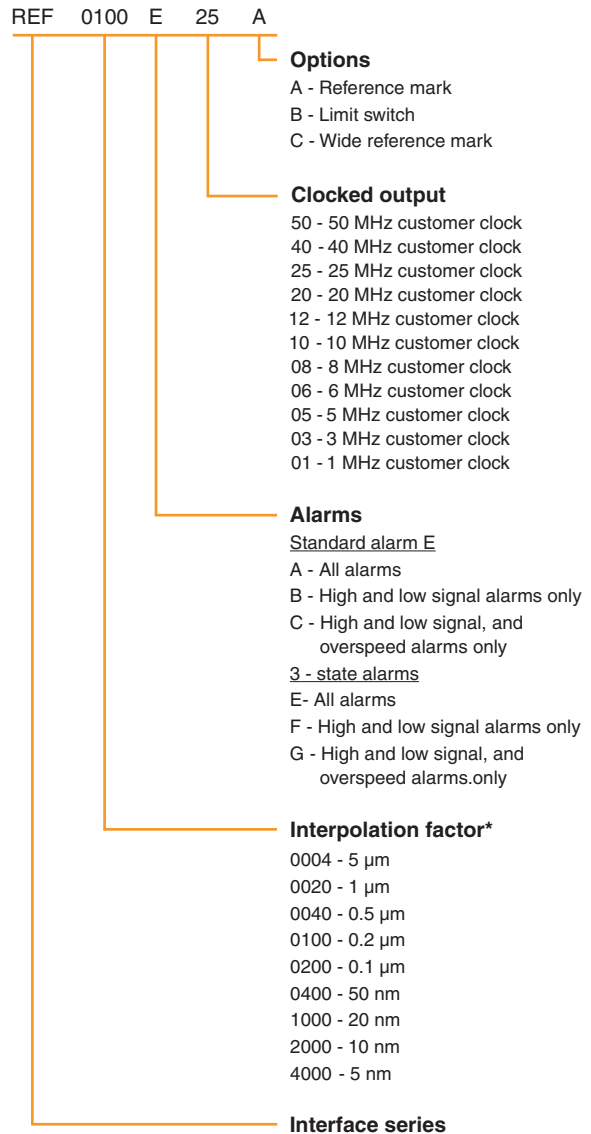 REF 0100 E 25 A
Options
A - Reference mark
B - Limit switch
C - Wide reference mark
Clocked output
50 - 50 MHz customer clock
40 - 40 MHz customer clock
25 - 25 MHz customer clock
20 - 20 MHz customer clock
12 - 12 MHz customer clock
10 - 10 MHz customer clock
08 - 8 MHz customer clock
06 - 6 MHz customer clock
05 - 5 MHz customer clock
03 - 3 MHz customer clock
01 - 1 MHz customer clock
Alarms
Standard alarm E
A - All alarms
B - High and low signal alarms only
C - High and low signal, and
overspeed alarms only
3 - state alarms
E- All alarms
F - High and low signal alarms only
G - High and low signal, and
overspeed alarms.only
Interpolation factor*
0004 - 5 µm
0020 - 1 µm
0040 - 0.5 µm
0100 - 0.2 µm
0200 - 0.1 µm
0400 - 50 nm
1000 - 20 nm
2000 - 10 nm
4000 - 5 nm
Interface series